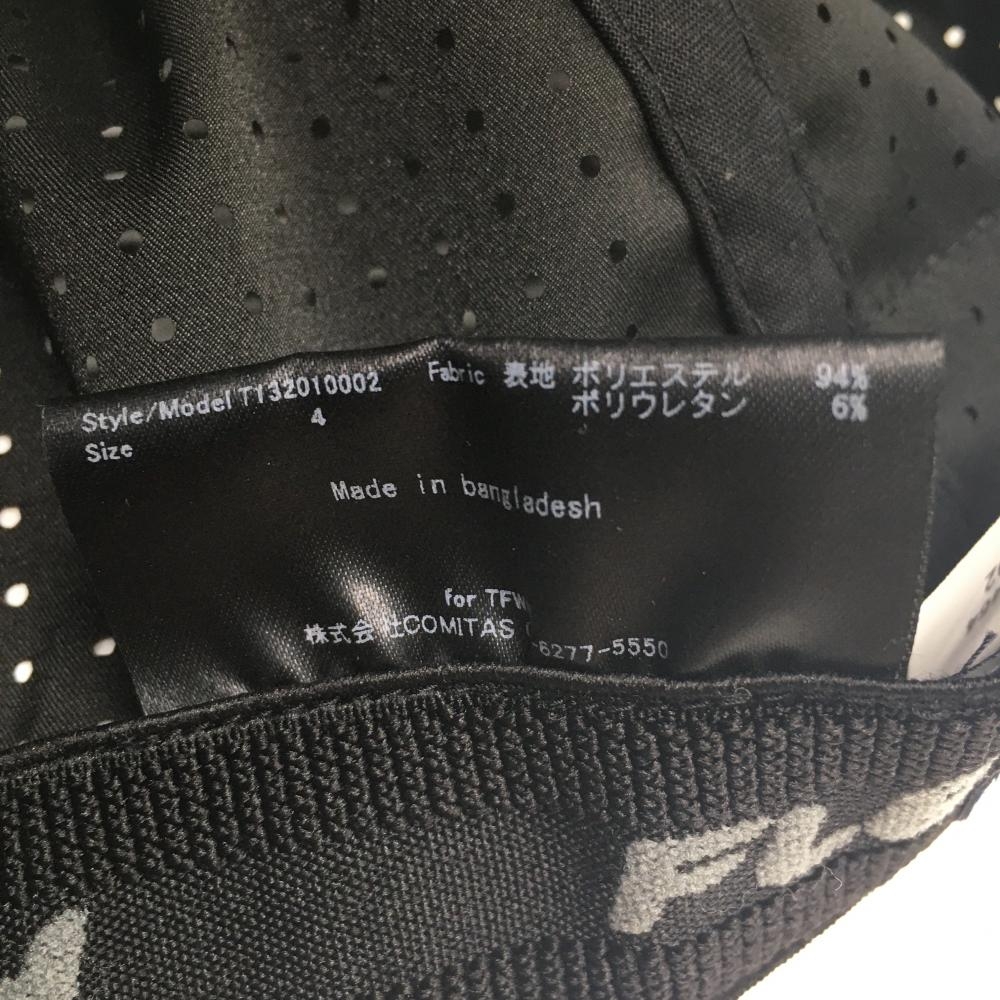 Style/Model T132010002
Size 4
Fabric 表地 ポリエステル 94%
ポリウレタン 6%
Made in bangladesh
for
株式会社COMITAS
-6277-5550